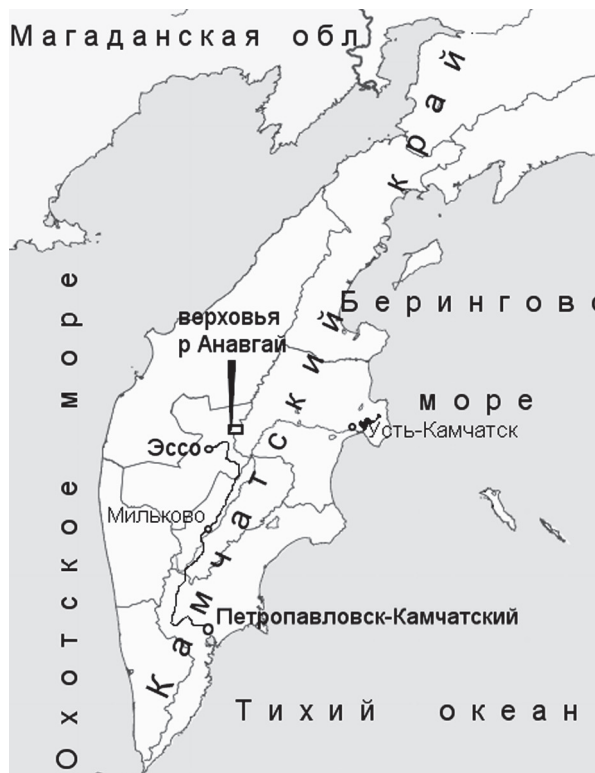 Магаданская обл
Камчатский край
Берингово
море
Охотское море
верховья
р Анавгай
Усть-Камчатск
Эссо
Мильково
Петропавловск-Камчатский
Тихий океан